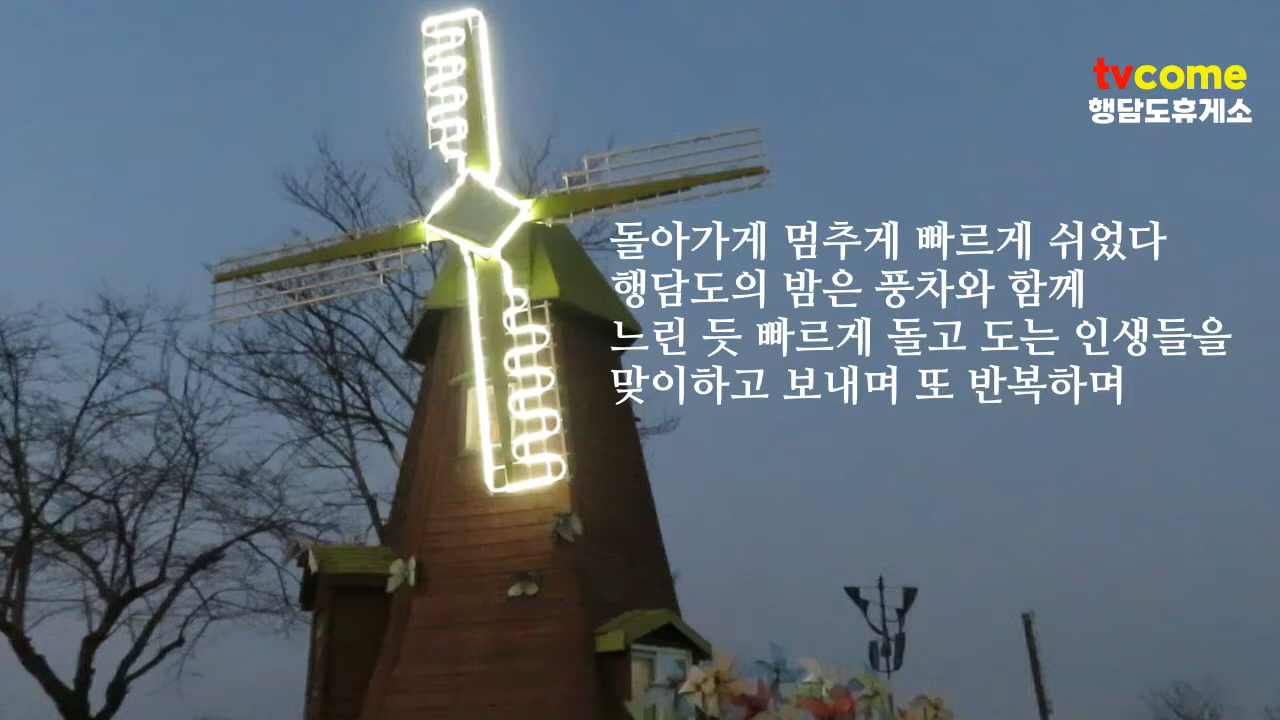 tvcome
행담도휴게소
돌아가게 멈추게 빠르게 쉬었다
행담도의 밤은 풍차와 함께
느린 듯 빠르게 돌고 도는 인생들을
맞이하고 보내며 또 반복하며